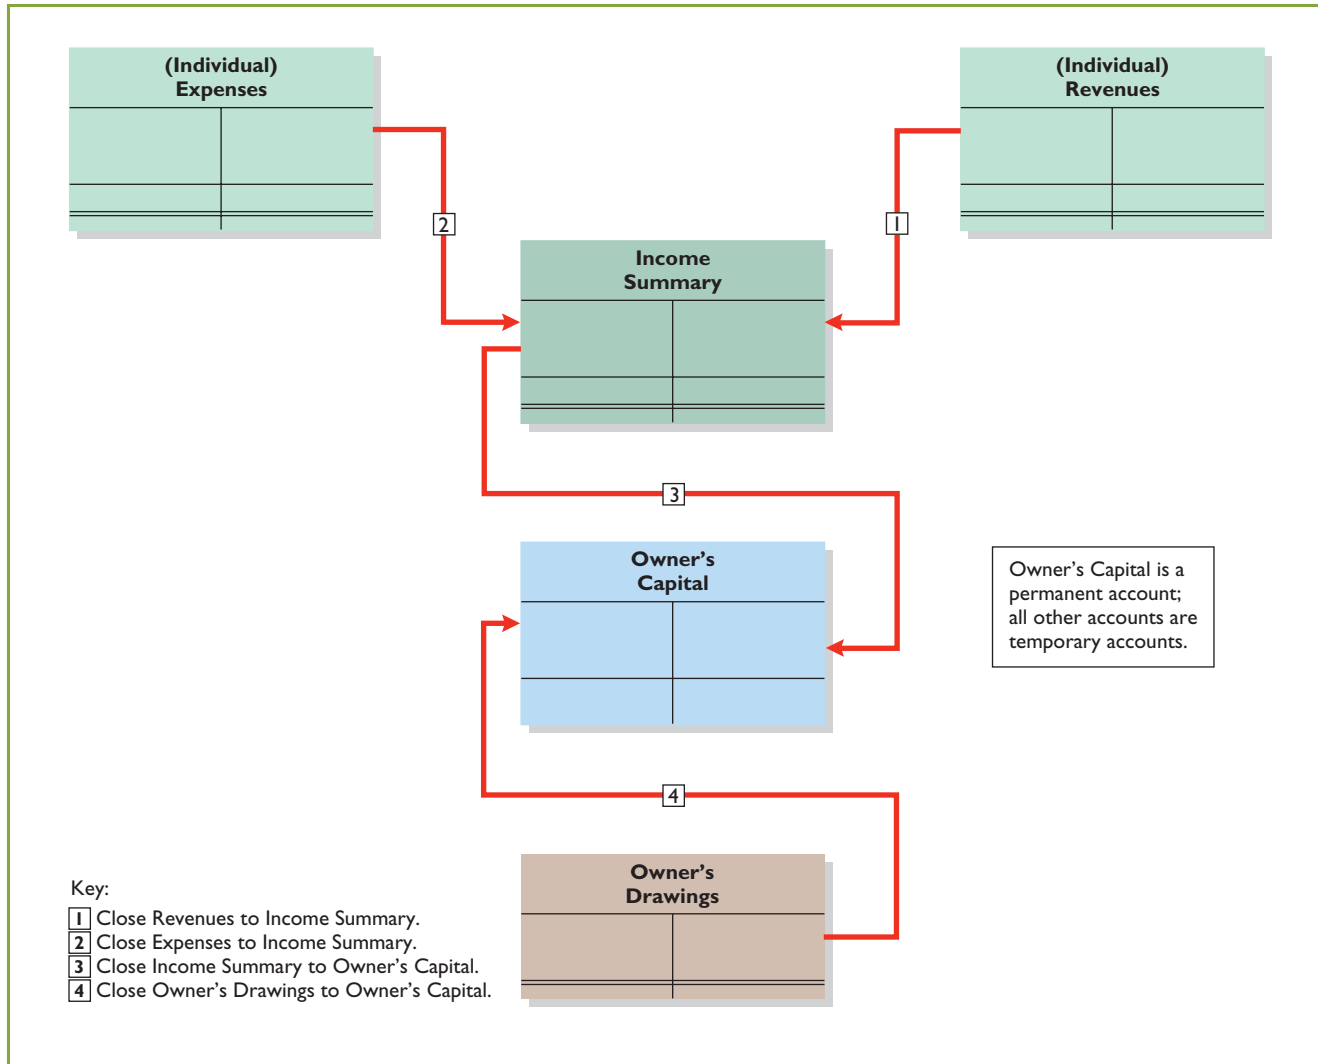 (Individual)
Expenses
(Individual)
Revenues
2
1
Income
Summary
3
Owner's
Capital
Owner's Capital is a
permanent account;
all other accounts are
temporary accounts.
4
Owner's
Drawings
Key:
1 Close Revenues to Income Summary.
2 Close Expenses to Income Summary.
3 Close Income Summary to Owner's Capital.
4 Close Owner's Drawings to Owner's Capital.